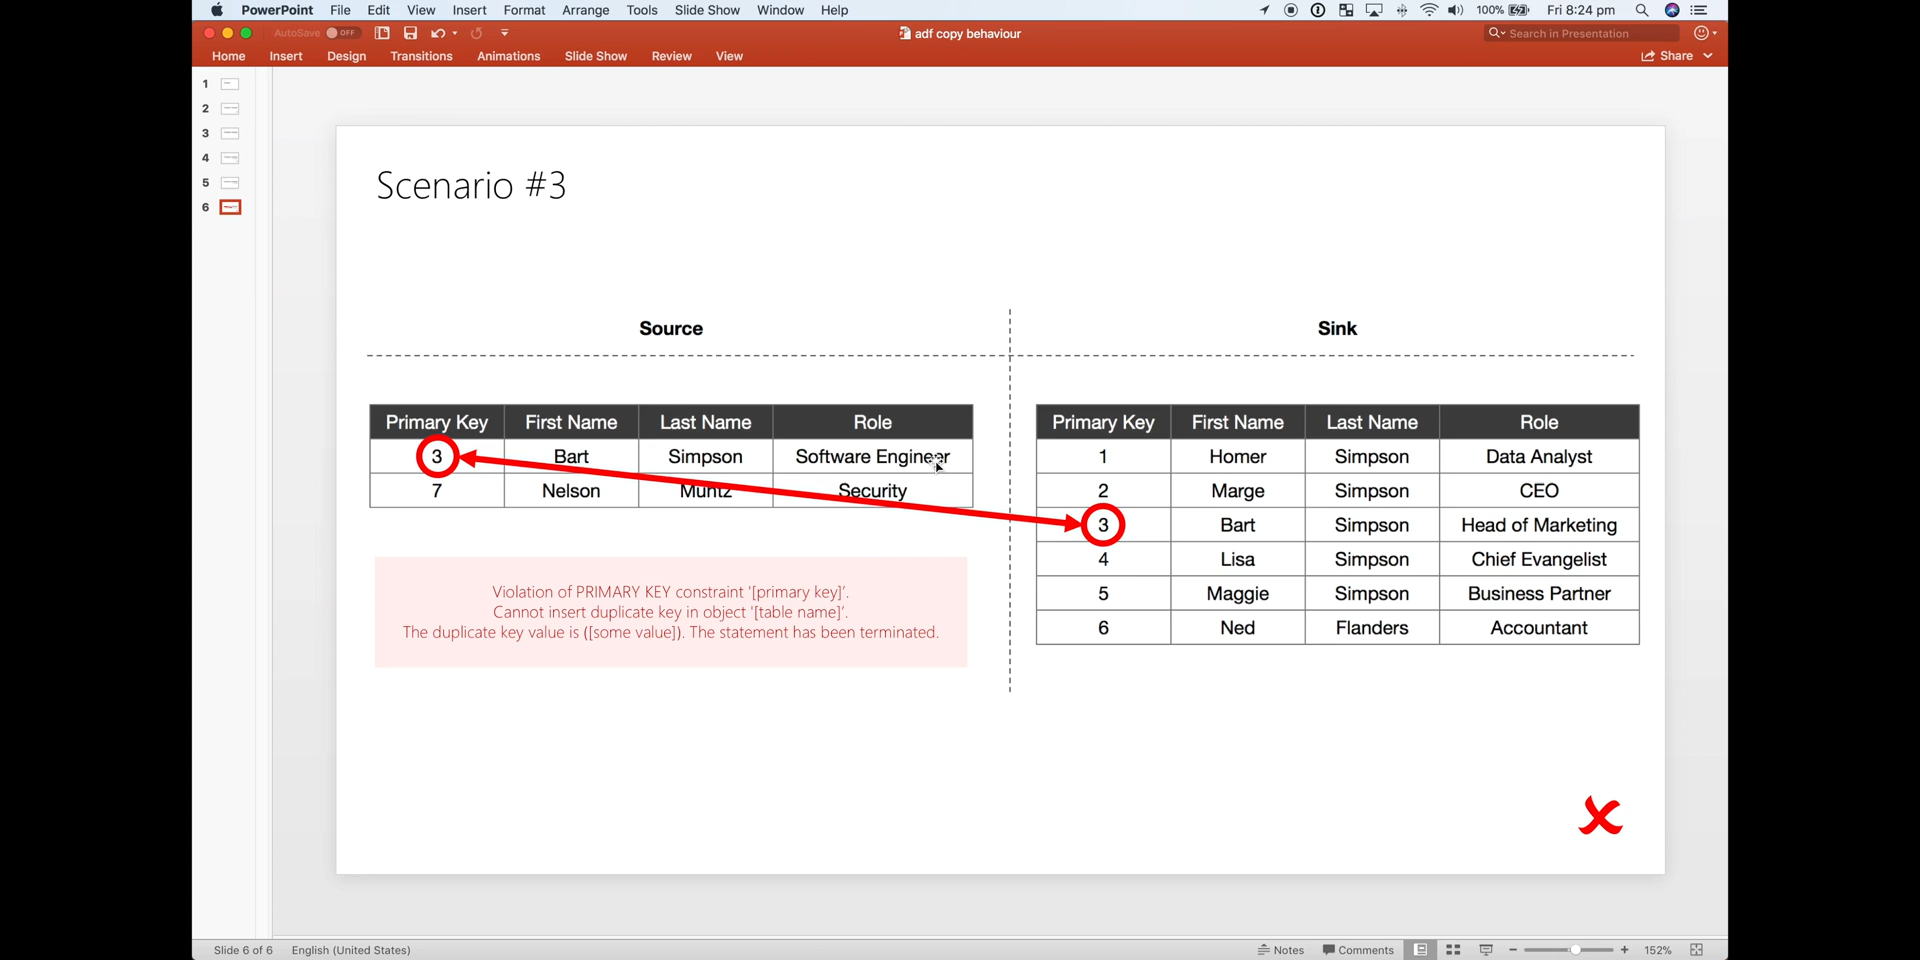 PowerPoint File Edit View Insert Format Arrange Tools Slide Show Window Help 100% Fri 8:24 pm
AutoSave OFF adf copy behaviour Search in Presentation
Home Insert Design Transitions Animations Slide Show Review View Share
1
2
3
4
5
6
Scenario #3
Source Sink
Primary Key First Name Last Name Role
3 Bart Simpson Software Engineer
7 Nelson Muntz Security
Violation of PRIMARY KEY constraint '[primary key]'.
Cannot insert duplicate key in object '[table name]'.
The duplicate key value is ([some value]). The statement has been terminated.
Primary Key First Name Last Name Role
1 Homer Simpson Data Analyst
2 Marge Simpson CEO
3 Bart Simpson Head of Marketing
4 Lisa Simpson Chief Evangelist
5 Maggie Simpson Business Partner
6 Ned Flanders Accountant
Slide 6 of 6 English (United States) Notes Comments 152%